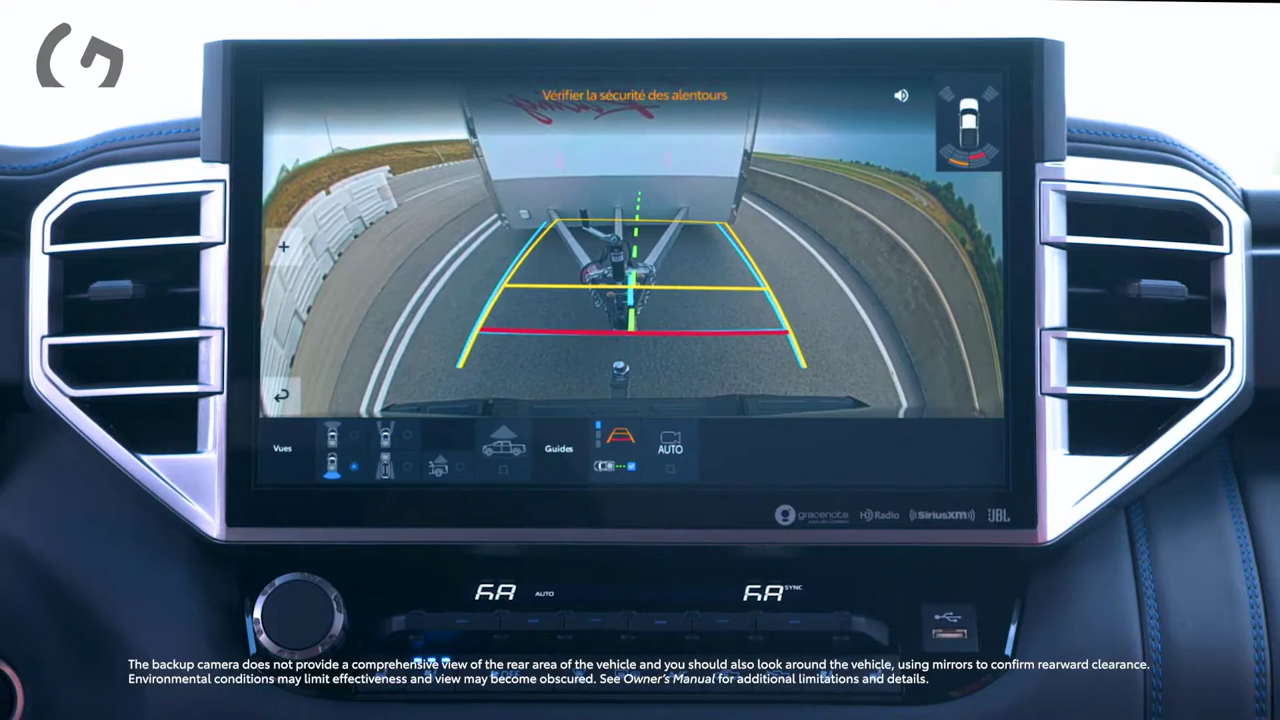 Vérifier la sécurité des alentours
Vues
Guides
AUTO
gracenote
HD Radio
SiriusXM
JBL
68
AUTO
68
SYNC
The backup camera does not provide a comprehensive view of the rear area of the vehicle and you should also look around the vehicle, using mirrors to confirm rearward clearance.
Environmental conditions may limit effectiveness and view may become obscured. See Owner's Manual for additional limitations and details.